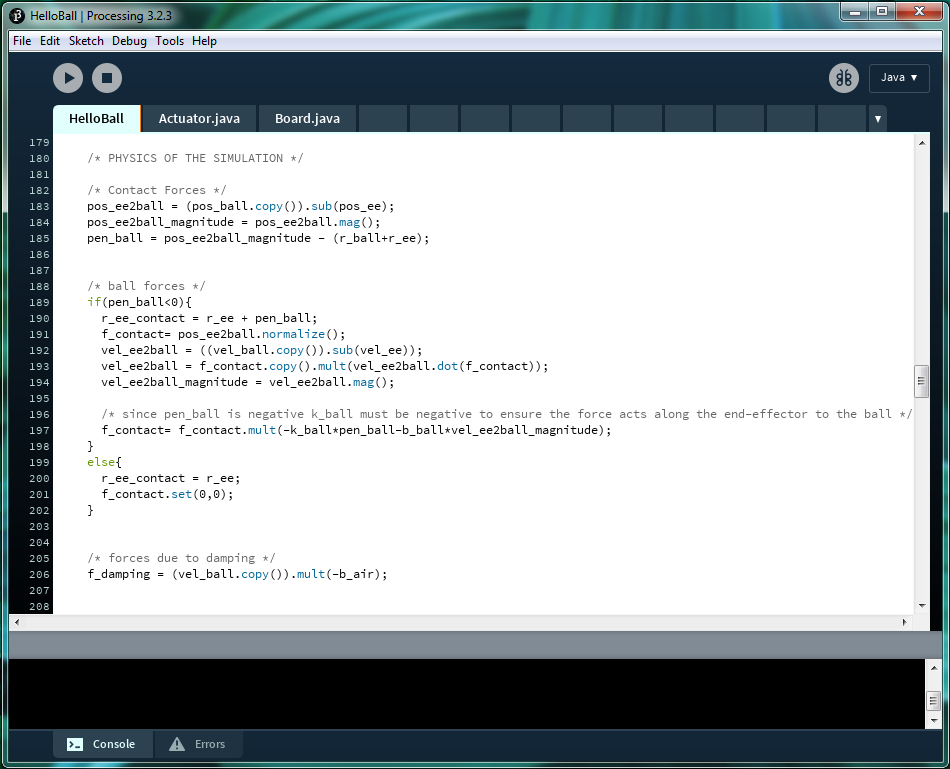 HelloBall | Processing 3.2.3
File Edit Sketch Debug Tools Help
Java ▼
HelloBall Actuator.java Board.java ▼
179
180 /* PHYSICS OF THE SIMULATION */
181
182 /* Contact Forces */
183 pos_ee2ball = (pos_ball.copy()).sub(pos_ee);
184 pos_ee2ball_magnitude = pos_ee2ball.mag();
185 pen_ball = pos_ee2ball_magnitude - (r_ball+r_ee);
186
187
188 /* ball forces */
189 if(pen_ball<0){
190 r_ee_contact = r_ee + pen_ball;
191 f_contact= pos_ee2ball.normalize();
192 vel_ee2ball = ((vel_ball.copy()).sub(vel_ee));
193 vel_ee2ball = f_contact.copy().mult(vel_ee2ball.dot(f_contact));
194 vel_ee2ball_magnitude = vel_ee2ball.mag();
195
196 /* since pen_ball is negative k_ball must be negative to ensure the force acts along the end-effector to the ball */
197 f_contact= f_contact.mult(-k_ball*pen_ball-b_ball*vel_ee2ball_magnitude);
198 }
199 else{
200 r_ee_contact = r_ee;
201 f_contact.set(0,0);
202 }
203
204
205 /* forces due to damping */
206 f_damping = (vel_ball.copy()).mult(-b_air);
207
208
Console Errors